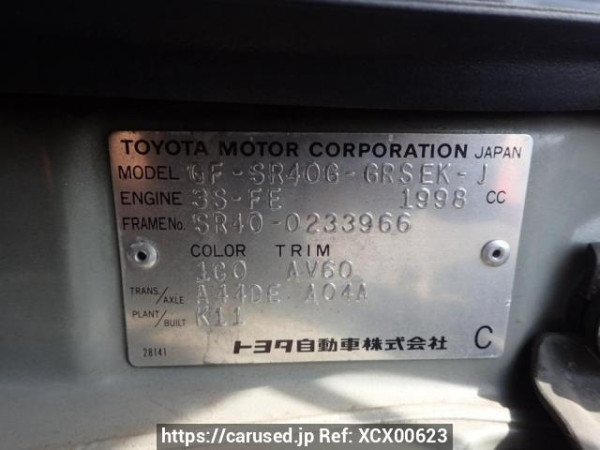 TOYOTA MOTOR CORPORATION JAPAN
MODEL GF-SR40G-GRSEK-J
ENGINE 3S-FE 1998 CC
FRAME No. SR40-0233966
COLOR TRIM
1C0 AV60
TRANS/AXLE A44DE A04A
PLANT/BUILT K11
28141 トヨタ自動車株式会社 C
https://carused.jp Ref: XCX00623